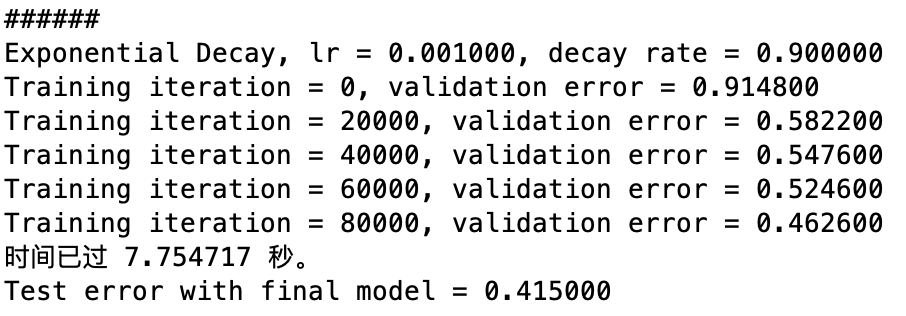 ######
Exponential Decay, lr = 0.001000, decay rate = 0.900000
Training iteration = 0, validation error = 0.914800
Training iteration = 20000, validation error = 0.582200
Training iteration = 40000, validation error = 0.547600
Training iteration = 60000, validation error = 0.524600
Training iteration = 80000, validation error = 0.462600
时间已过 7.754717 秒。
Test error with final model = 0.415000